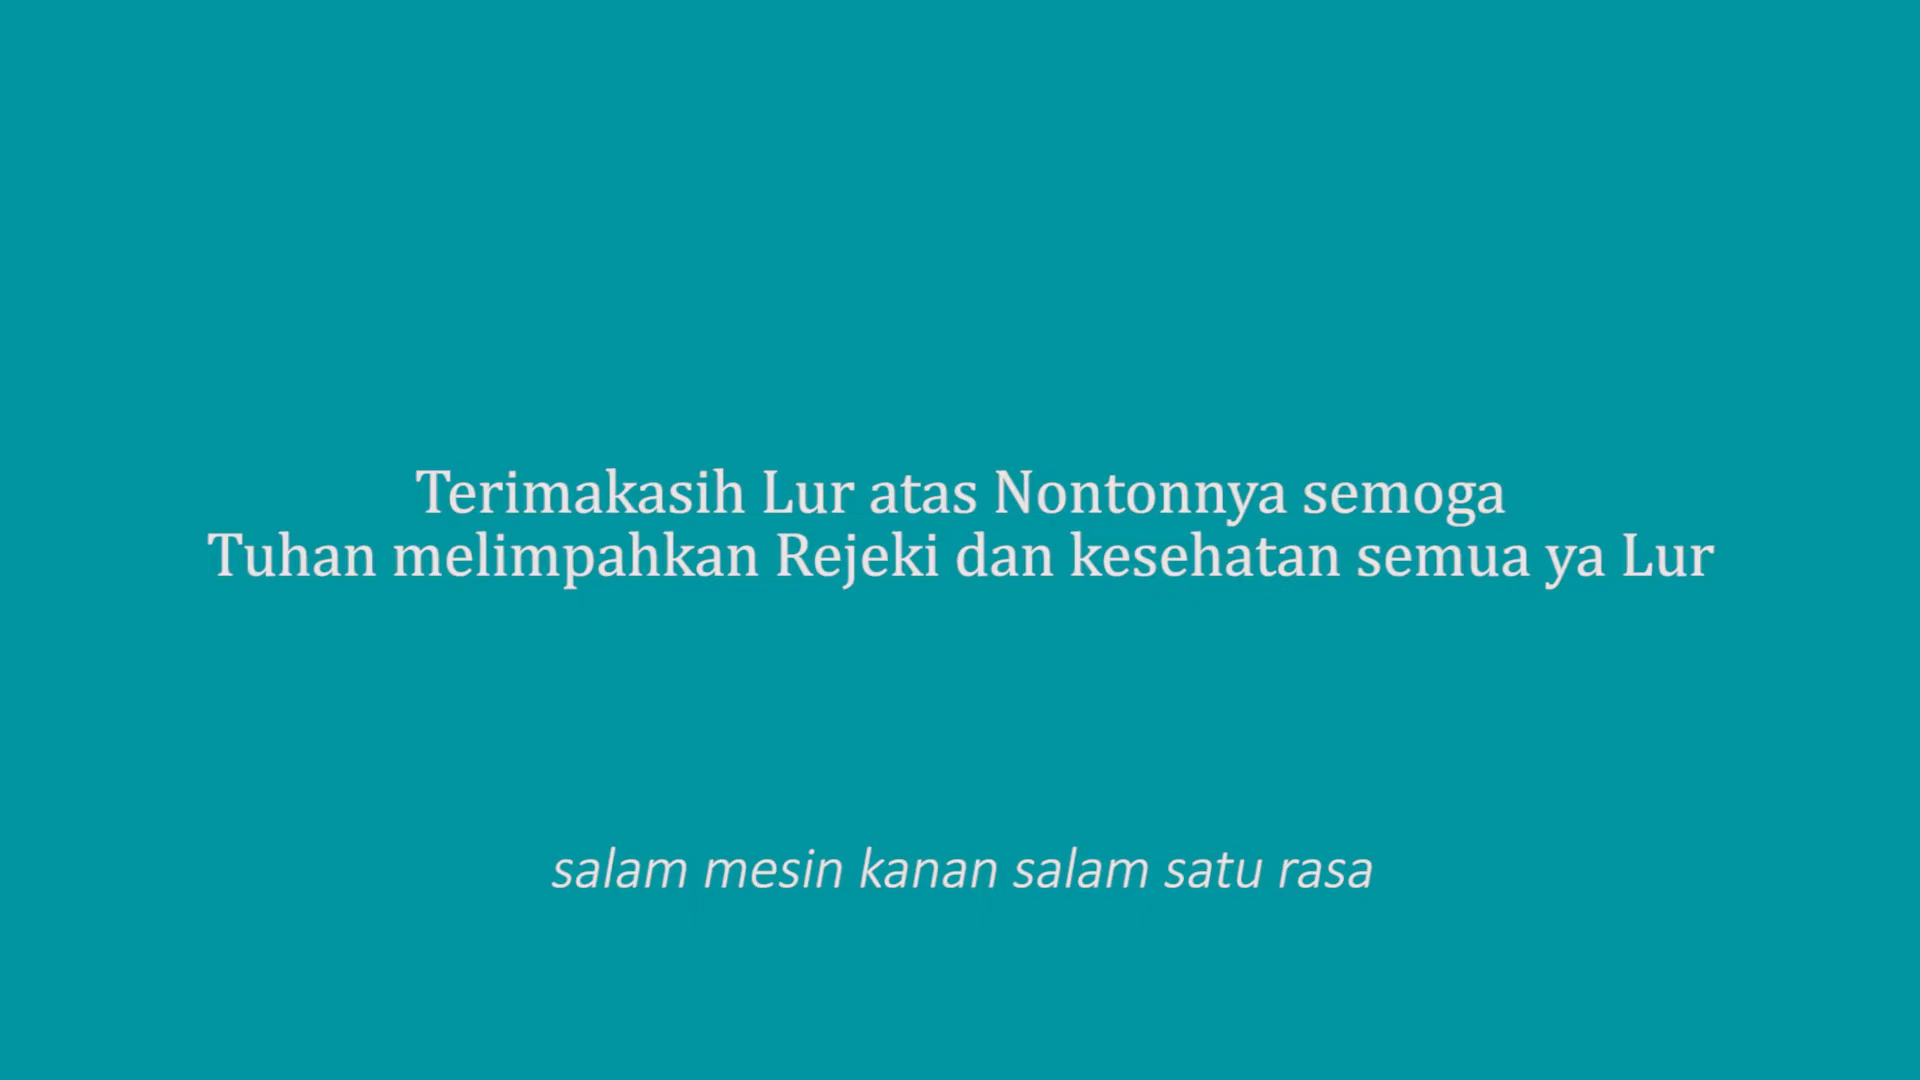 Terimakasih Lur atas Nontonnya semoga
Tuhan melimpahkan Rejeki dan kesehatan semua ya Lur
salam mesin kanan salam satu rasa